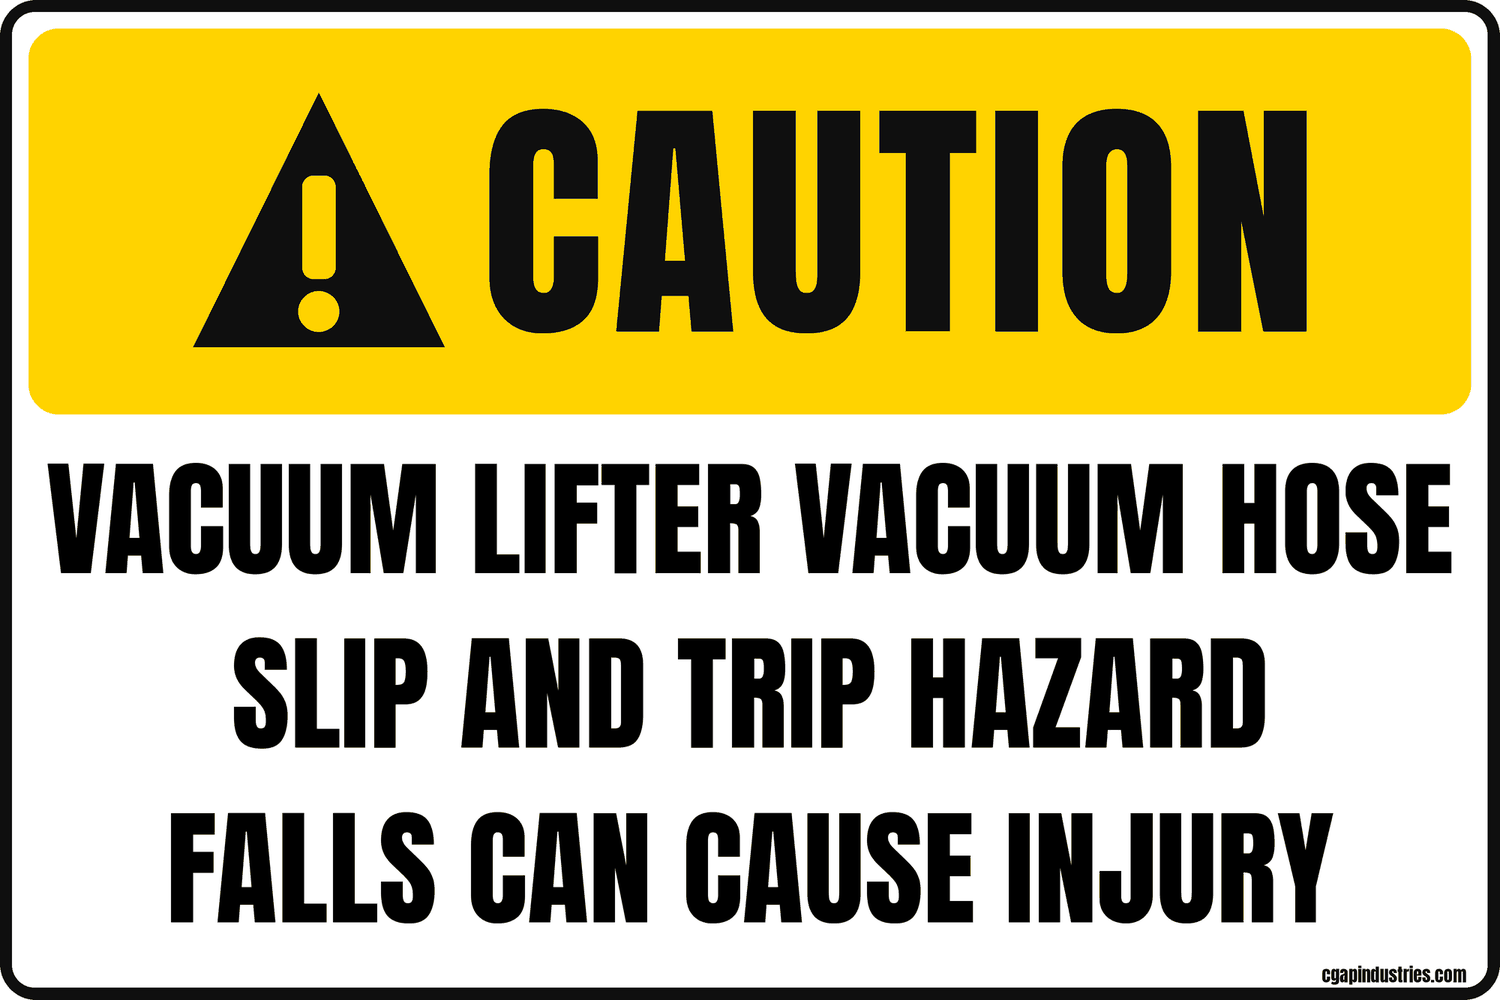 CAUTION
VACUUM LIFTER VACUUM HOSE
SLIP AND TRIP HAZARD
FALLS CAN CAUSE INJURY
cgapindustries.com